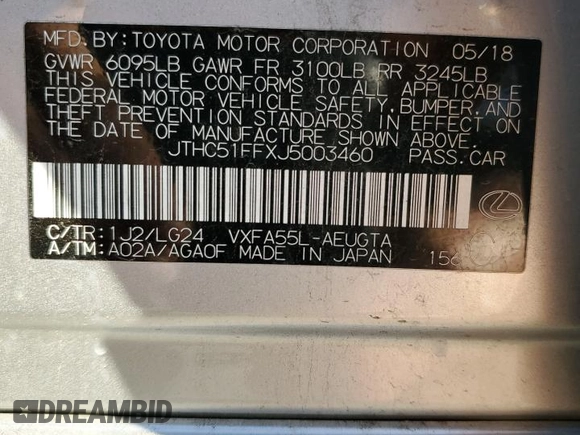 MFD.BY:TOYOTA MOTOR CORPORATION 05/18
GVWR 6095LB GAWR FR 3100LB RR 3245LB
THIS VEHICLE CONFORMS TO ALL APPLICABLE
FEDERAL MOTOR VEHICLE SAFETY,BUMPER,AND
THEFT PREVENTION STANDARDS IN EFFECT ON
THE DATE OF MANUFACTURE SHOWN ABOVE.
JTHC51FFXJ5003460 PASS.CAR
C/TR:1J2/LG24 VXFA55L-AEUGTA
A/TM:A02A/AGA0F MADE IN JAPAN
DREAMBID